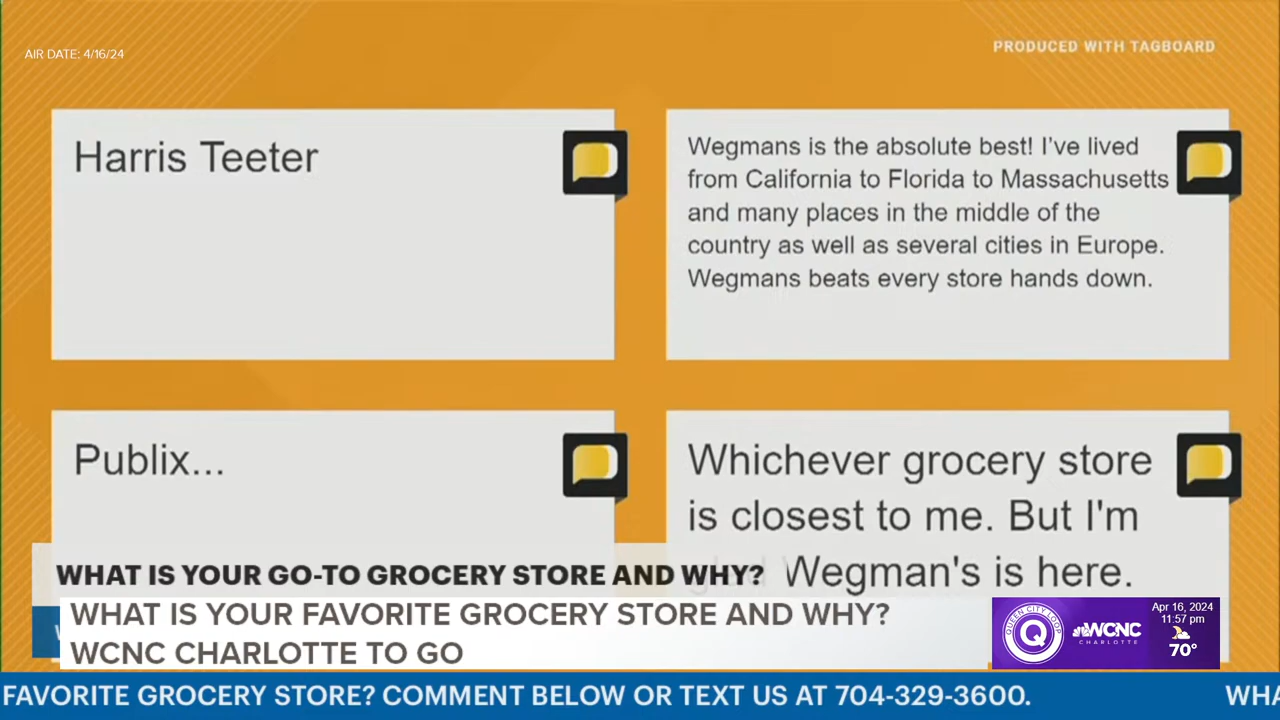 AIR DATE: 4/16/24
PRODUCED WITH TAGBOARD
Harris Teeter
Wegmans is the absolute best! I've lived
from California to Florida to Massachusetts
and many places in the middle of the
country as well as several cities in Europe.
Wegmans beats every store hands down.
Publix...
Whichever grocery store
is closest to me. But I'm
glad Wegman's is here.
WHAT IS YOUR GO-TO GROCERY STORE AND WHY?
WHAT IS YOUR FAVORITE GROCERY STORE AND WHY?
WCNC CHARLOTTE TO GO
QUEEN CITY LOOP
Q
WCNC
CHARLOTTE
Apr 16, 2024
11:57 pm
70°
FAVORITE GROCERY STORE? COMMENT BELOW OR TEXT US AT 704-329-3600.
WHA